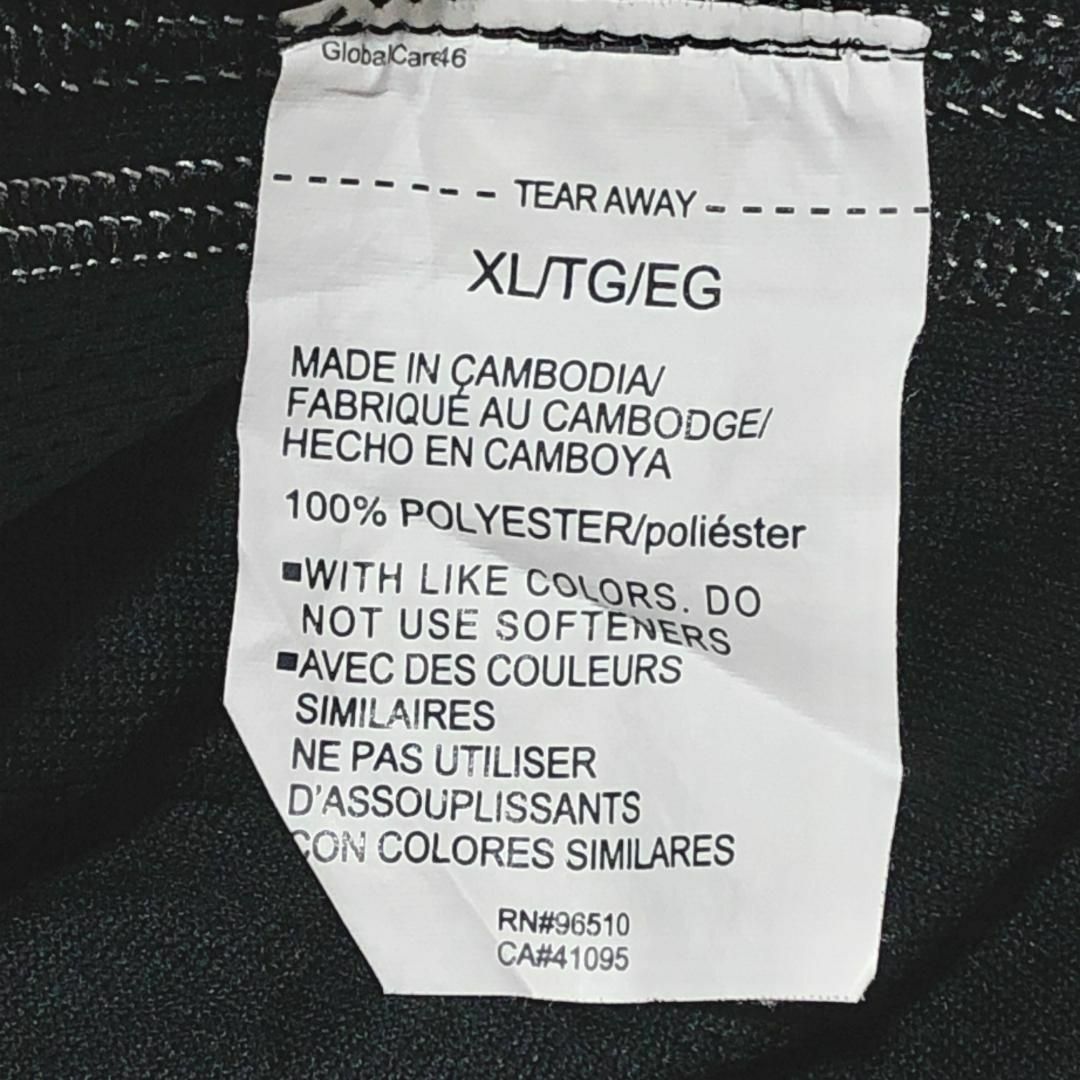 GlobalCare46
TEAR AWAY
XL/TG/EG
MADE IN CAMBODIA/
FABRIQUÉ AU CAMBODGE/
HECHO EN CAMBOYA
100% POLYESTER/poliéster
■WITH LIKE COLORS. DO
NOT USE SOFTENERS
■AVEC DES COULEURS
SIMILAIRES
NE PAS UTILISER
D'ASSOUPLISSANTS
CON COLORES SIMILARES
RN#96510
CA#41095